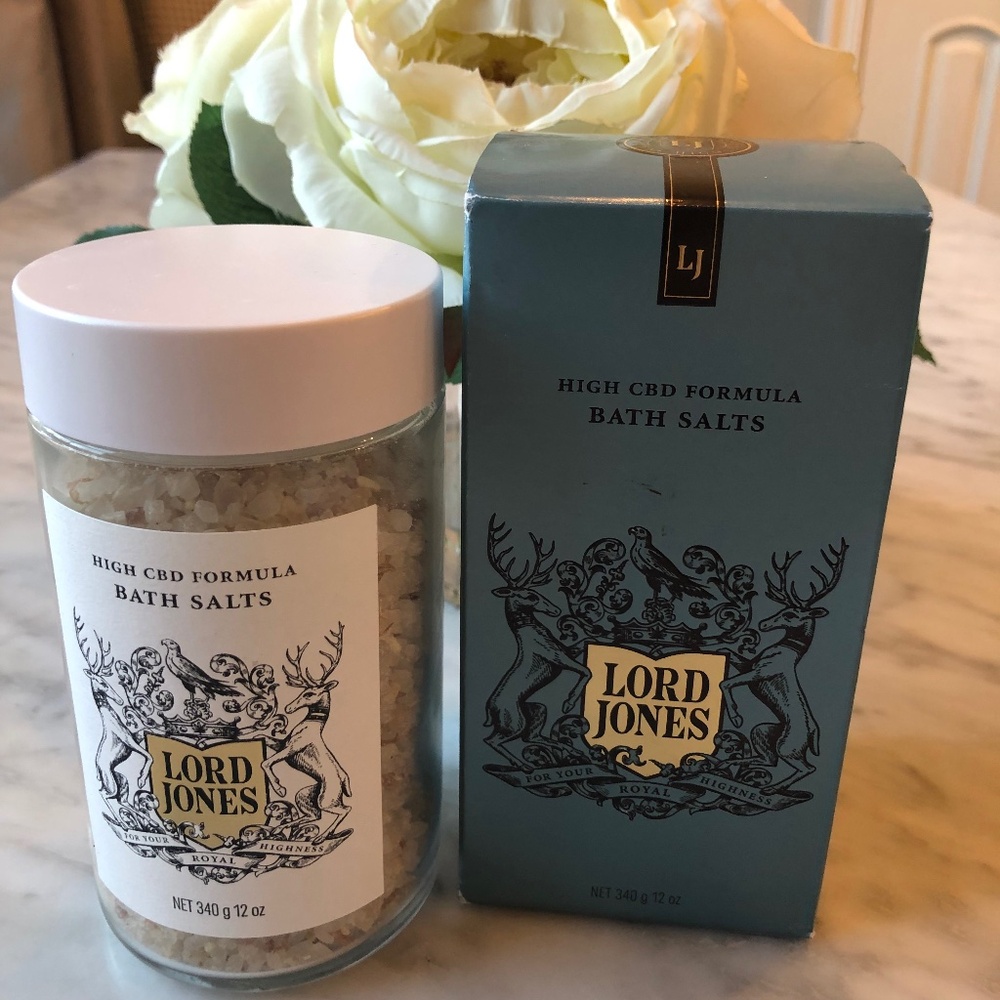 HIGH CBD FORMULA
BATH SALTS
LORD
JONES
FOR YOUR
ROYAL
HIGHNESS
NET 340 g 12 oz
LJ
LJ
HIGH CBD FORMULA
BATH SALTS
LORD
JONES
FOR YOUR
ROYAL
HIGHNESS
NET 340 g 12 oz